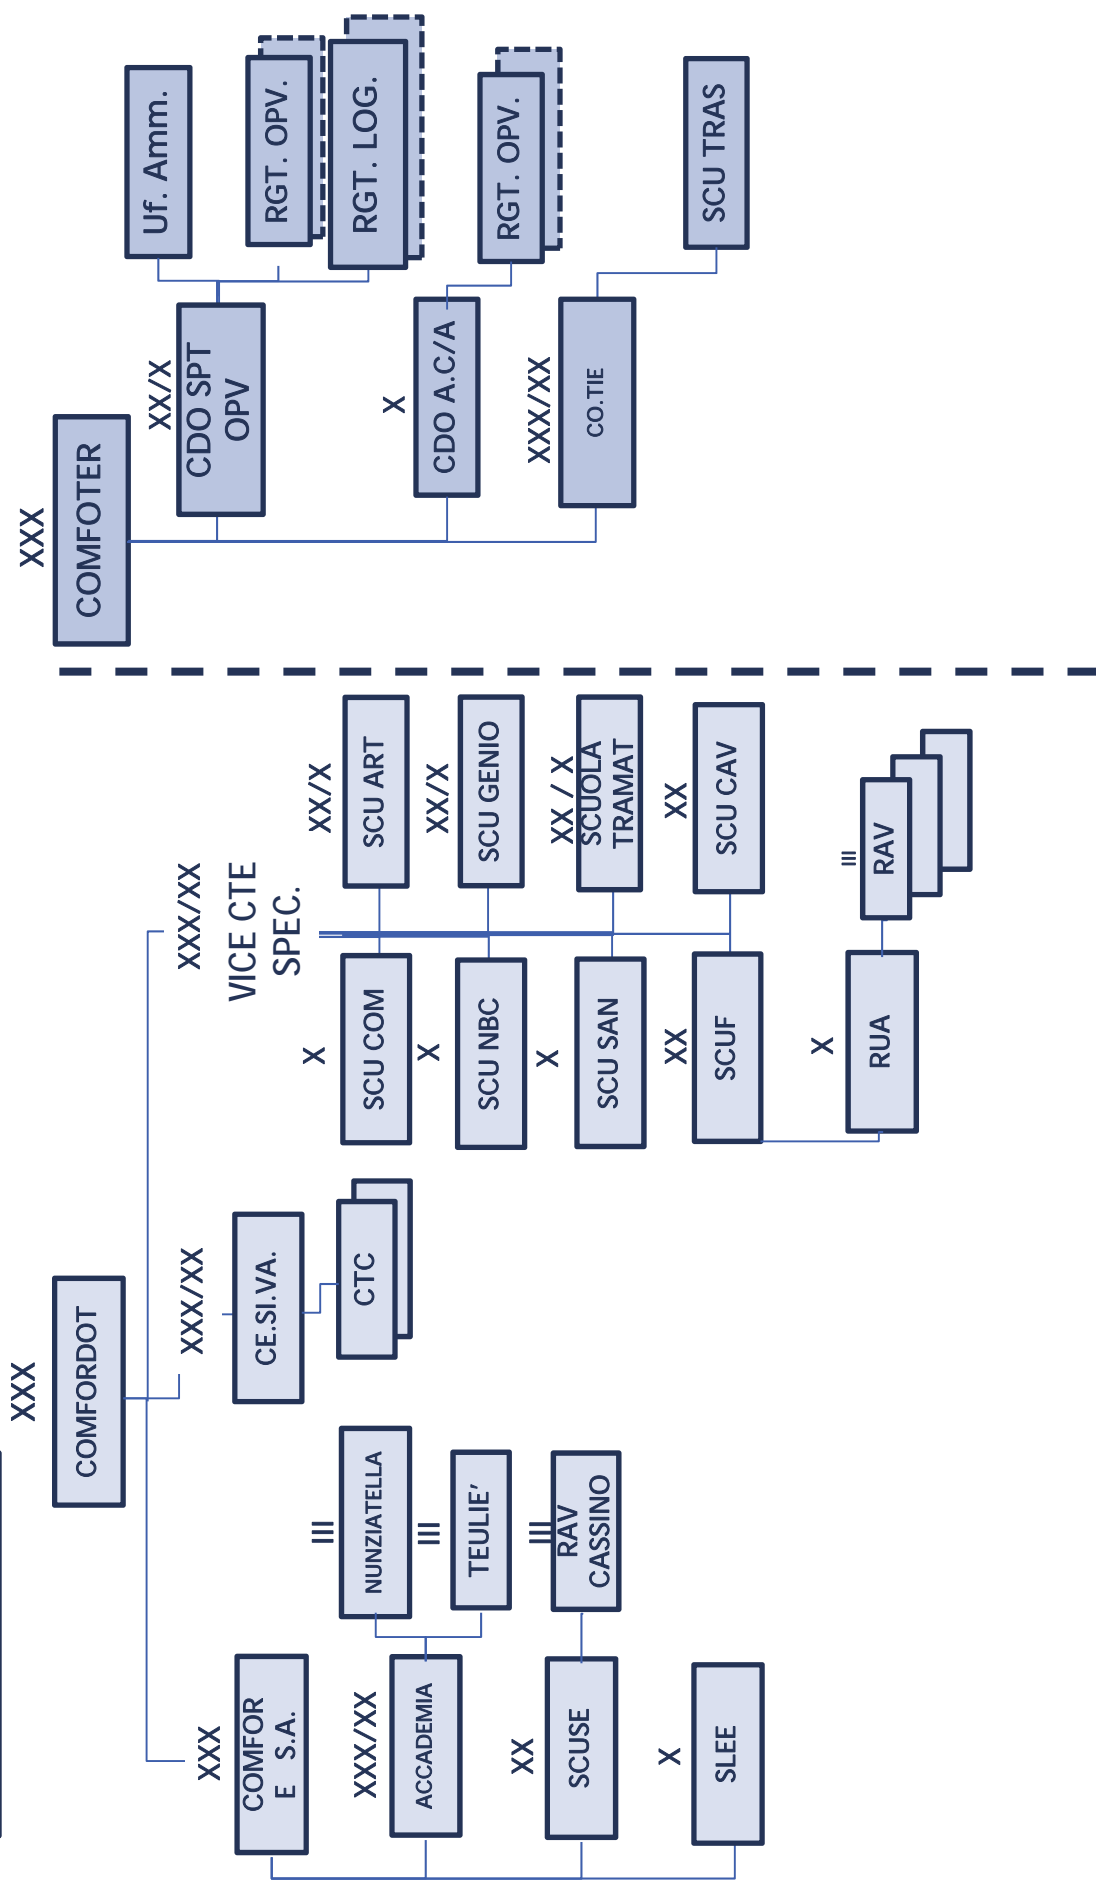 XXX
COMFORDOT
XXX
COMFOR
E S.A.
XXX/XX
ACCADEMIA
III
NUNZIATELLA
III
TEULIE’
XX
SCUSE
III
RAV
CASSINO
X
SLEE
XXX/XX
CE.SI.VA.
CTC
XXX/XX
VICE CTE
SPEC.
X
SCU COM
XX/X
SCU ART
X
SCU NBC
XX/X
SCU GENIO
X
SCU SAN
XX / X
SCUOLA
TRAMAT
XX
SCUF
XX
SCU CAV
X
RUA
III
RAV
XXX
COMFOTER
XX/X
CDO SPT
OPV
Uf. Amm.
RGT. OPV.
RGT. LOG.
X
CDO A.C/A
RGT. OPV.
XXX/XX
CO.TIE
SCU TRAS